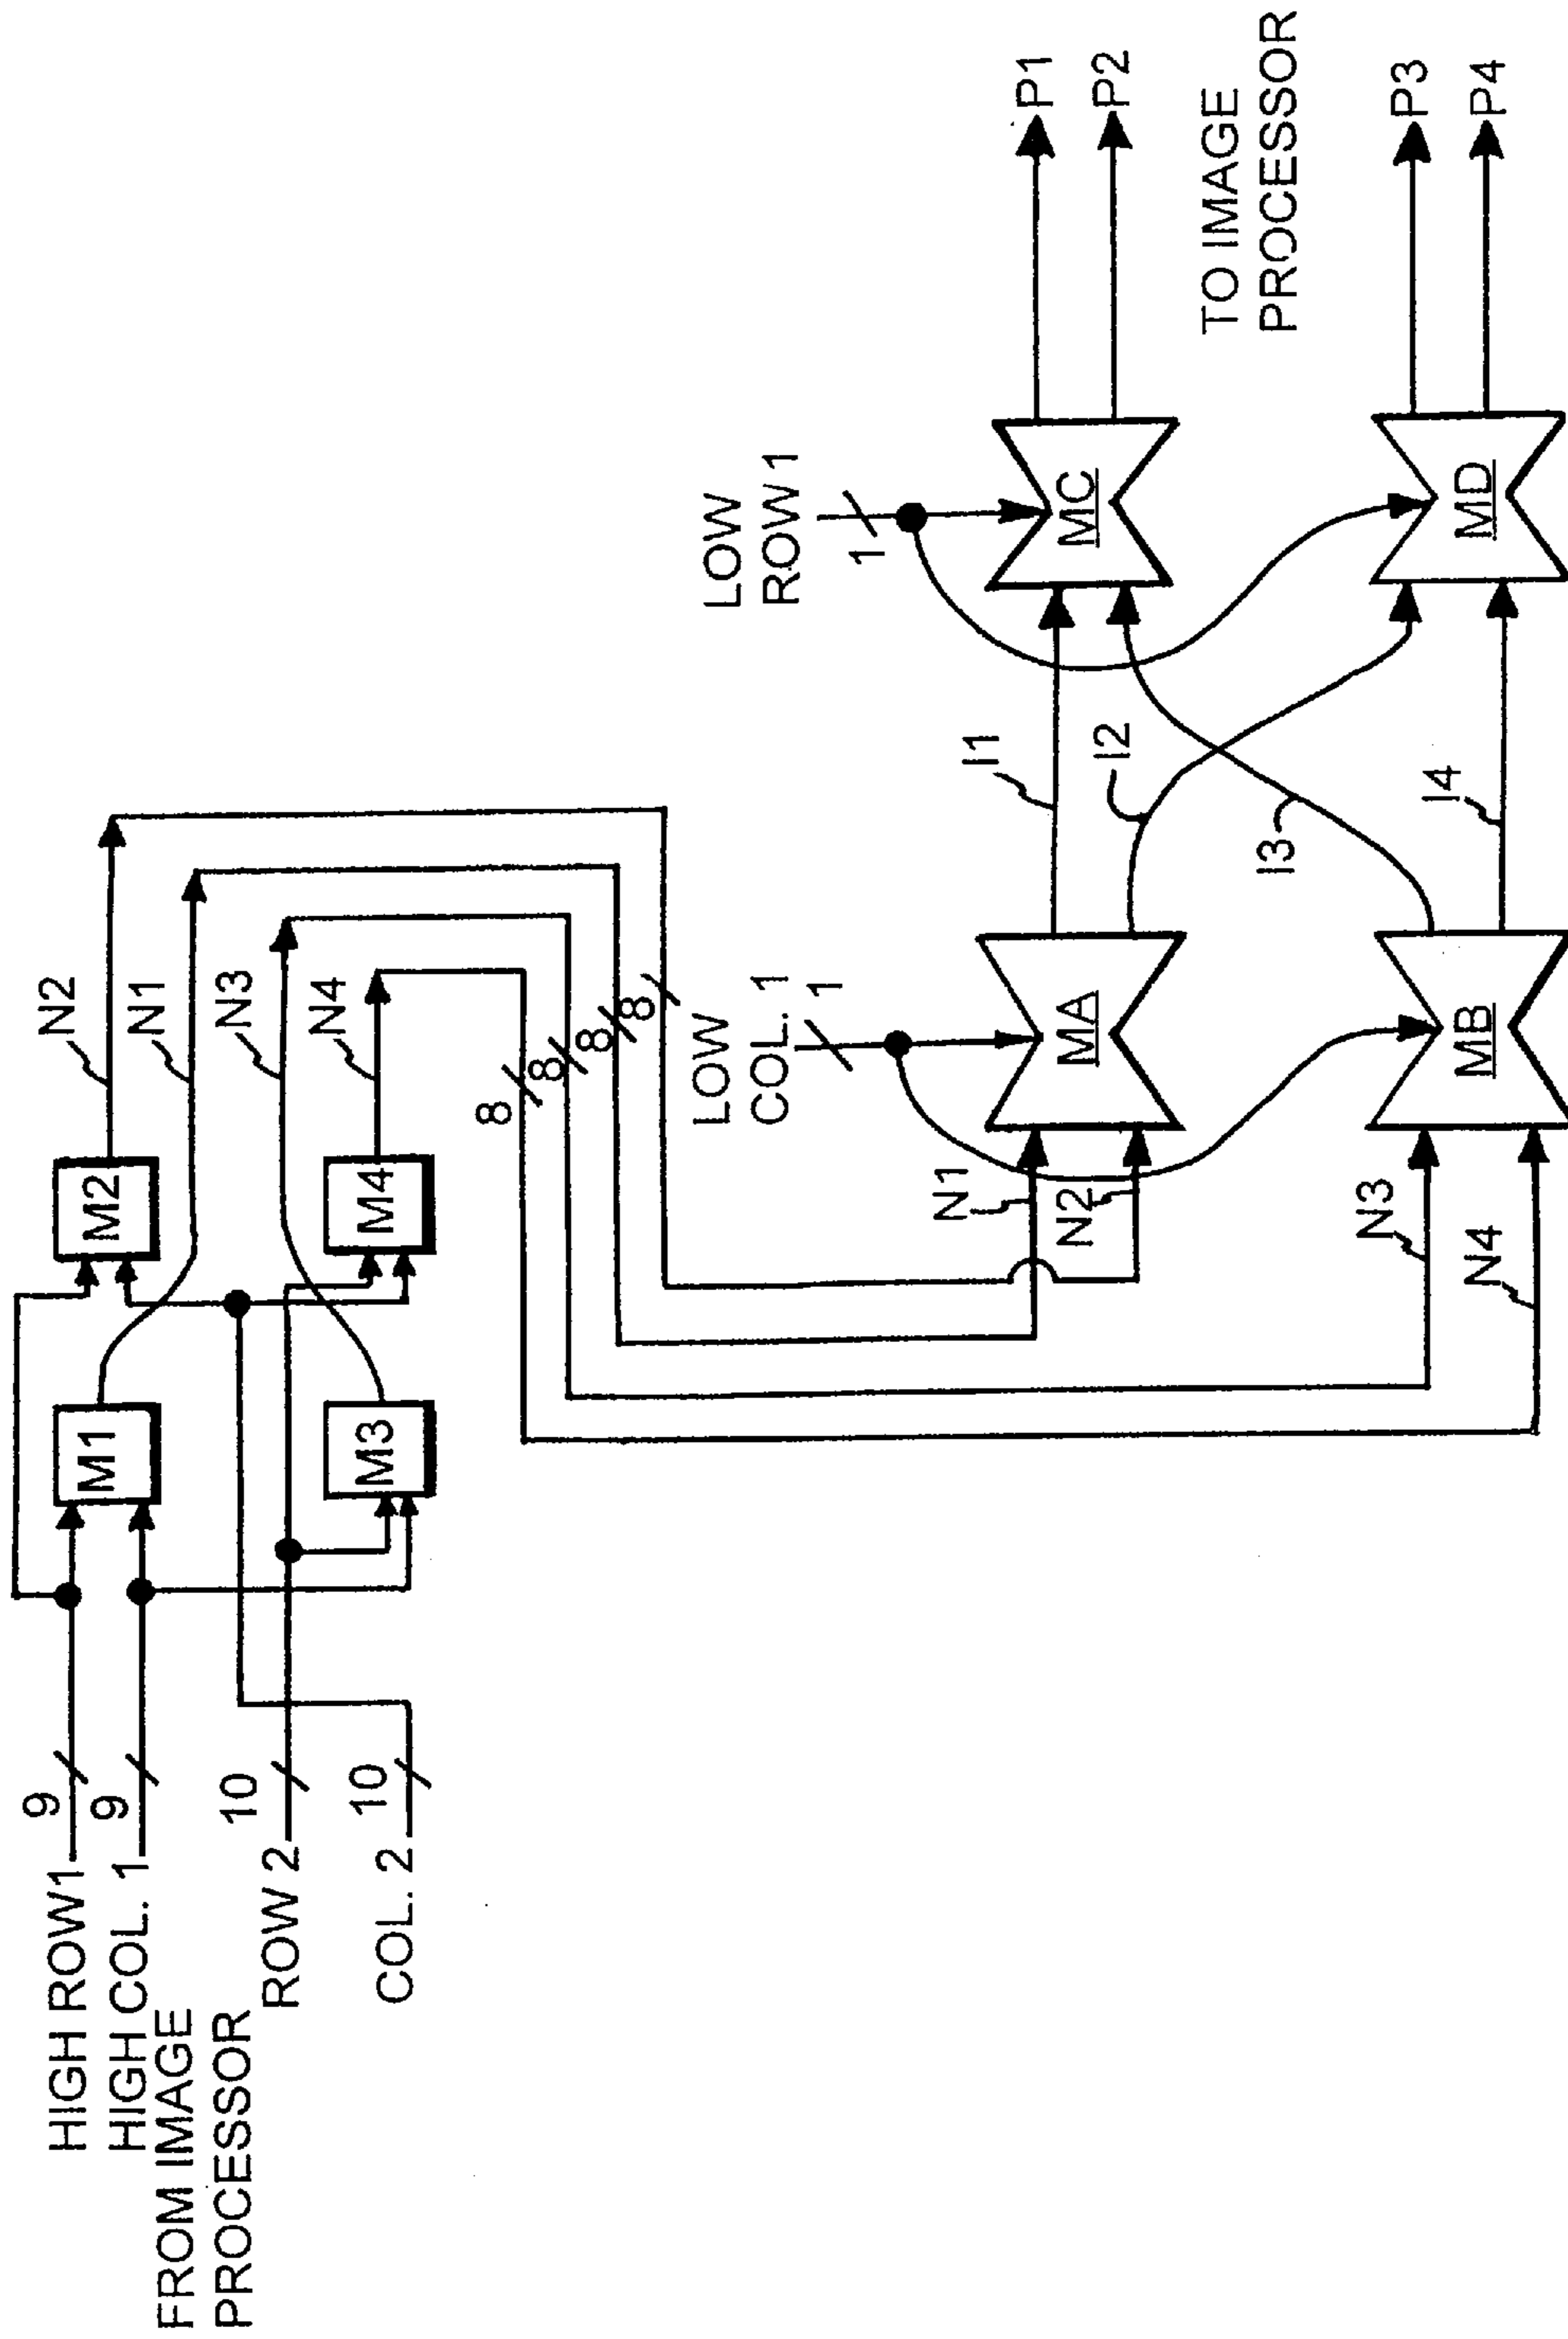 HIGH ROW1
9
HIGH COL. 1
9
FROM IMAGE
PROCESSOR
ROW 2
10
COL. 2
10
M1
M2
M3
M4
N2
N1
N3
N4
8
8
8
8
LOW
COL. 1
1
LOW
ROW 1
1
N1
N2
N3
N4
MA
MB
I1
I2
I3
I4
MC
MD
P1
P2
TO IMAGE
PROCESSOR
P3
P4